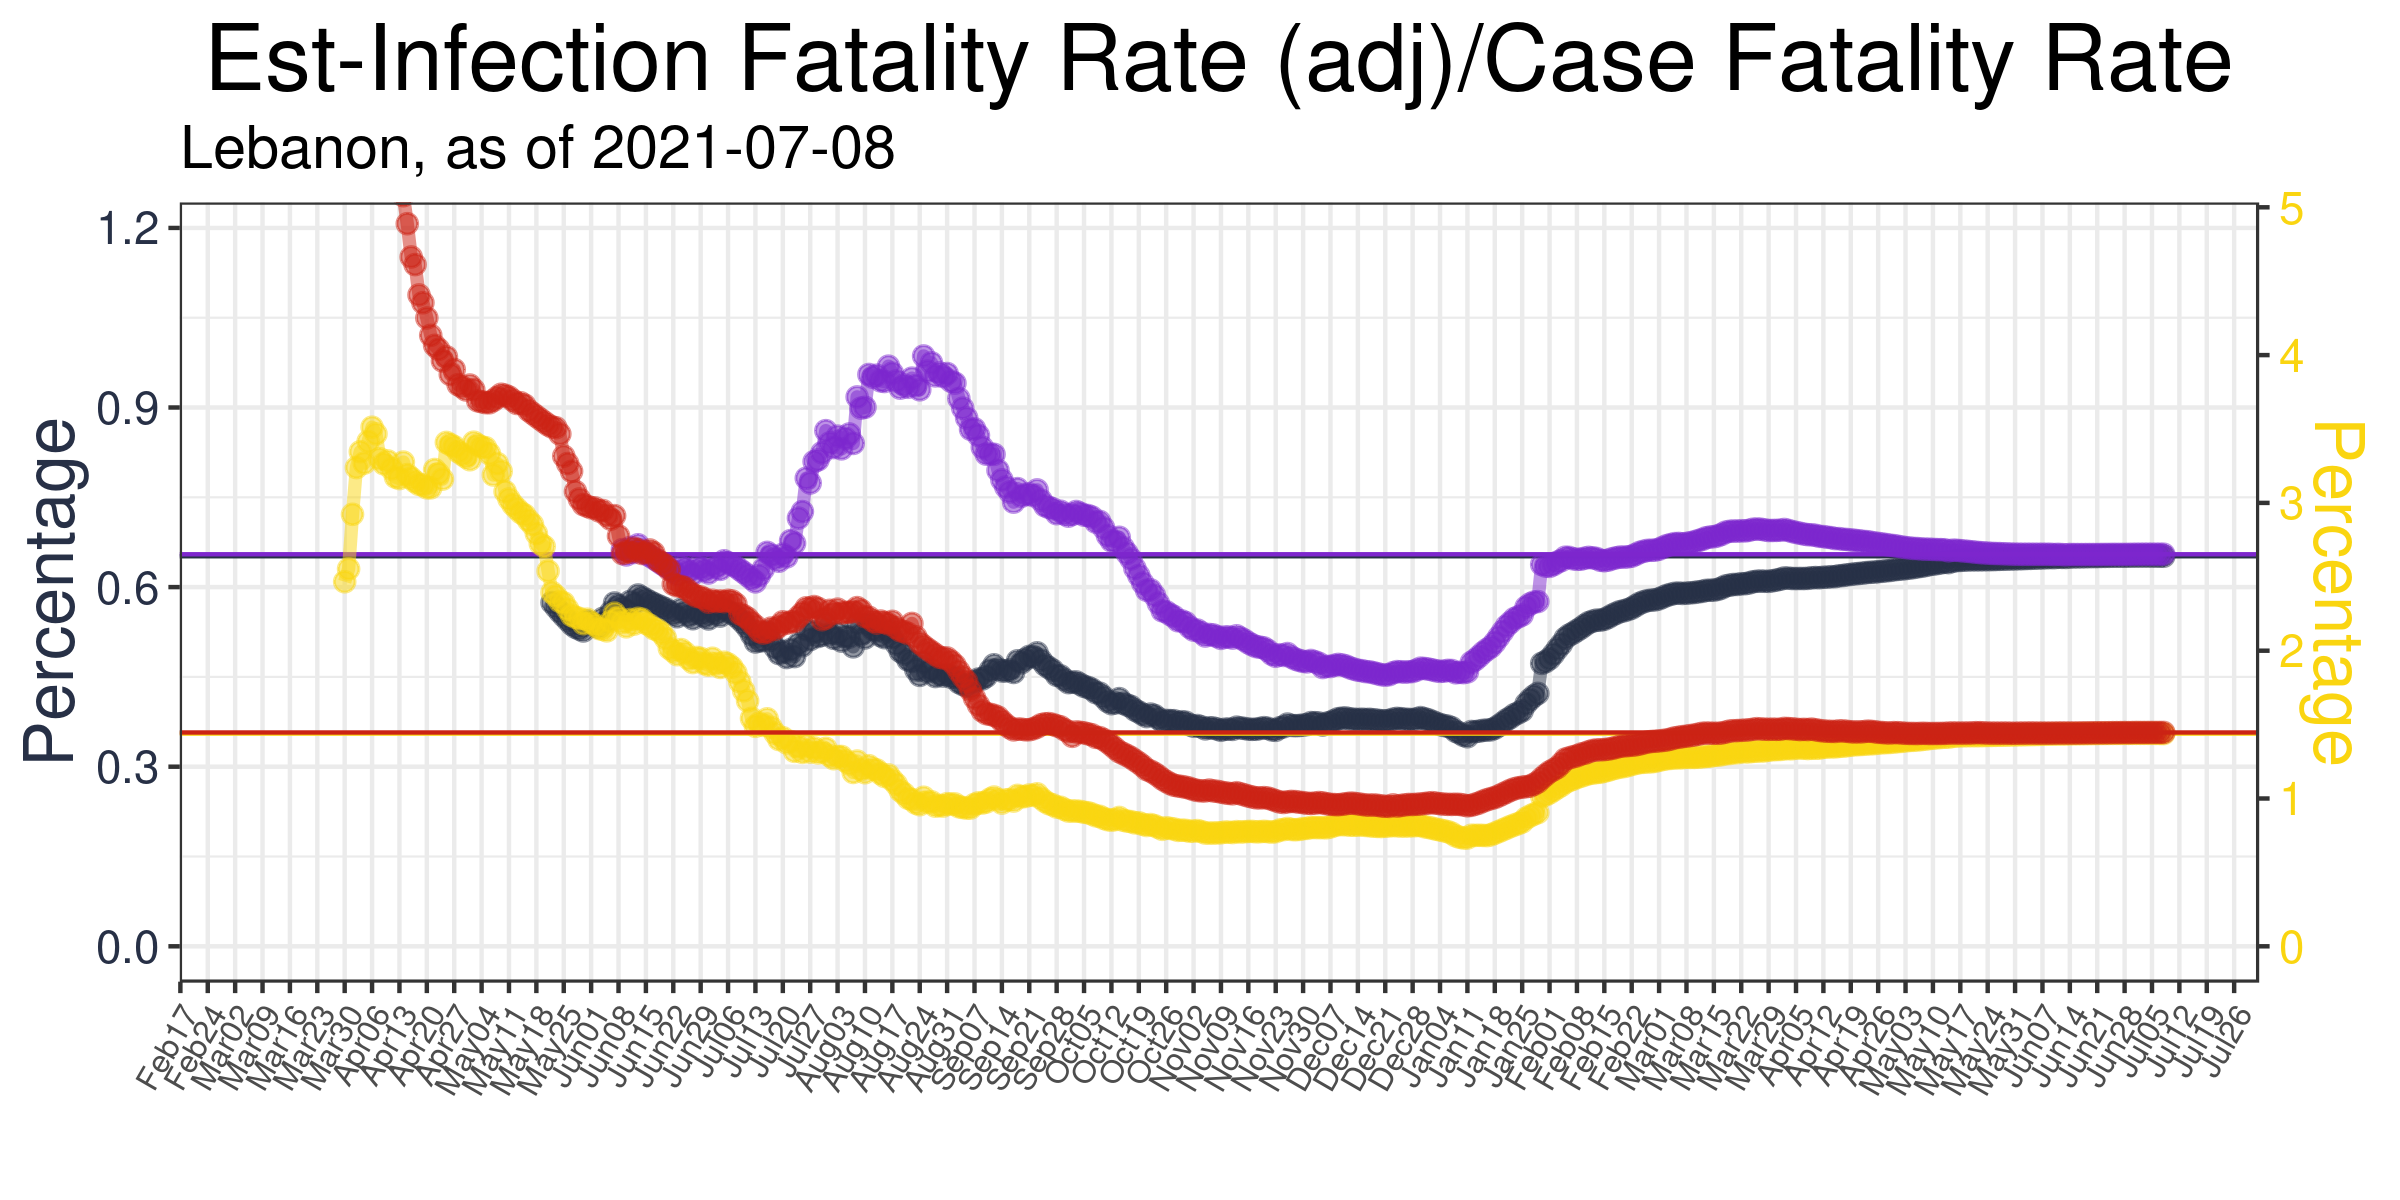 Est-Infection Fatality Rate (adj)/Case Fatality Rate
Lebanon, as of 2021-07-08
Percentage
1.2
0.9
0.6
0.3
0.0
5
4
3
2
1
0
Percentage
Feb17 Feb24 Mar02 Mar09 Mar16 Mar23 Mar30 Apr06 Apr13 Apr20 Apr27 May04 May11 May18 May25 Jun01 Jun08 Jun15 Jun22 Jun29 Jul06 Jul13 Jul20 Jul27 Aug03 Aug10 Aug17 Aug24 Aug31 Sep07 Sep14 Sep21 Sep28 Oct05 Oct12 Oct19 Oct26 Nov02 Nov09 Nov16 Nov23 Nov30 Dec07 Dec14 Dec21 Dec28 Jan04 Jan11 Jan18 Jan25 Feb01 Feb08 Feb15 Feb22 Mar01 Mar08 Mar15 Mar22 Mar29 Apr05 Apr12 Apr19 Apr26 May03 May10 May17 May24 May31 Jun07 Jun14 Jun21 Jun28 Jul05 Jul12 Jul19 Jul26